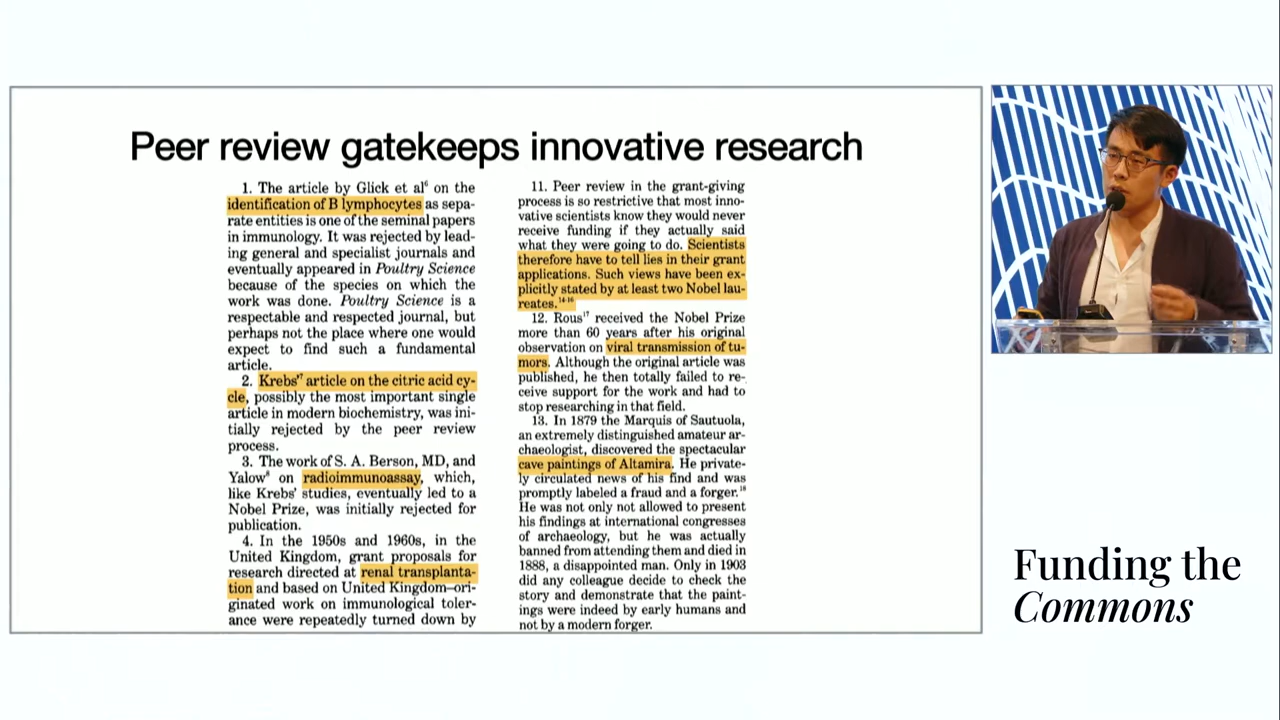 Peer review gatekeeps innovative research
1. The article by Glick et al⁶ on the
identification of B lymphocytes as sepa-
rate entities is one of the seminal papers
in immunology. It was rejected by lead-
ing general and specialist journals and
eventually appeared in Poultry Science
because of the species on which the
work was done. Poultry Science is a
respectable and respected journal, but
perhaps not the place where one would
expect to find such a fundamental
article.
2. Krebs'⁷ article on the citric acid cy-
cle, possibly the most important single
article in modern biochemistry, was ini-
tially rejected by the peer review
process.
3. The work of S. A. Berson, MD, and
Yalow⁸ on radioimmunoassay, which,
like Krebs' studies, eventually led to a
Nobel Prize, was initially rejected for
publication.
4. In the 1950s and 1960s, in the
United Kingdom, grant proposals for
research directed at renal transplanta-
tion and based on United Kingdom–ori-
ginated work on immunological toler-
ance were repeatedly turned down by
11. Peer review in the grant-giving
process is so restrictive that most inno-
vative scientists know they would never
receive funding if they actually said
what they were going to do. Scientists
therefore have to tell lies in their grant
applications. Such views have been ex-
plicitly stated by at least two Nobel lau-
reates.¹⁴⁻¹⁶
12. Rous¹⁷ received the Nobel Prize
more than 60 years after his original
observation on viral transmission of tu-
mors. Although the original article was
published, he then totally failed to re-
ceive support for the work and had to
stop researching in that field.
13. In 1879 the Marquis of Sautuola,
an extremely distinguished amateur ar-
chaeologist, discovered the spectacular
cave paintings of Altamira. He private-
ly circulated news of his find and was
promptly labeled a fraud and a forger.¹⁸
He was not only not allowed to present
his findings at international congresses
of archaeology, but he was actually
banned from attending them and died in
1888, a disappointed man. Only in 1903
did any colleague decide to check the
story and demonstrate that the paint-
ings were indeed by early humans and
not by a modern forger.
Funding the
Commons